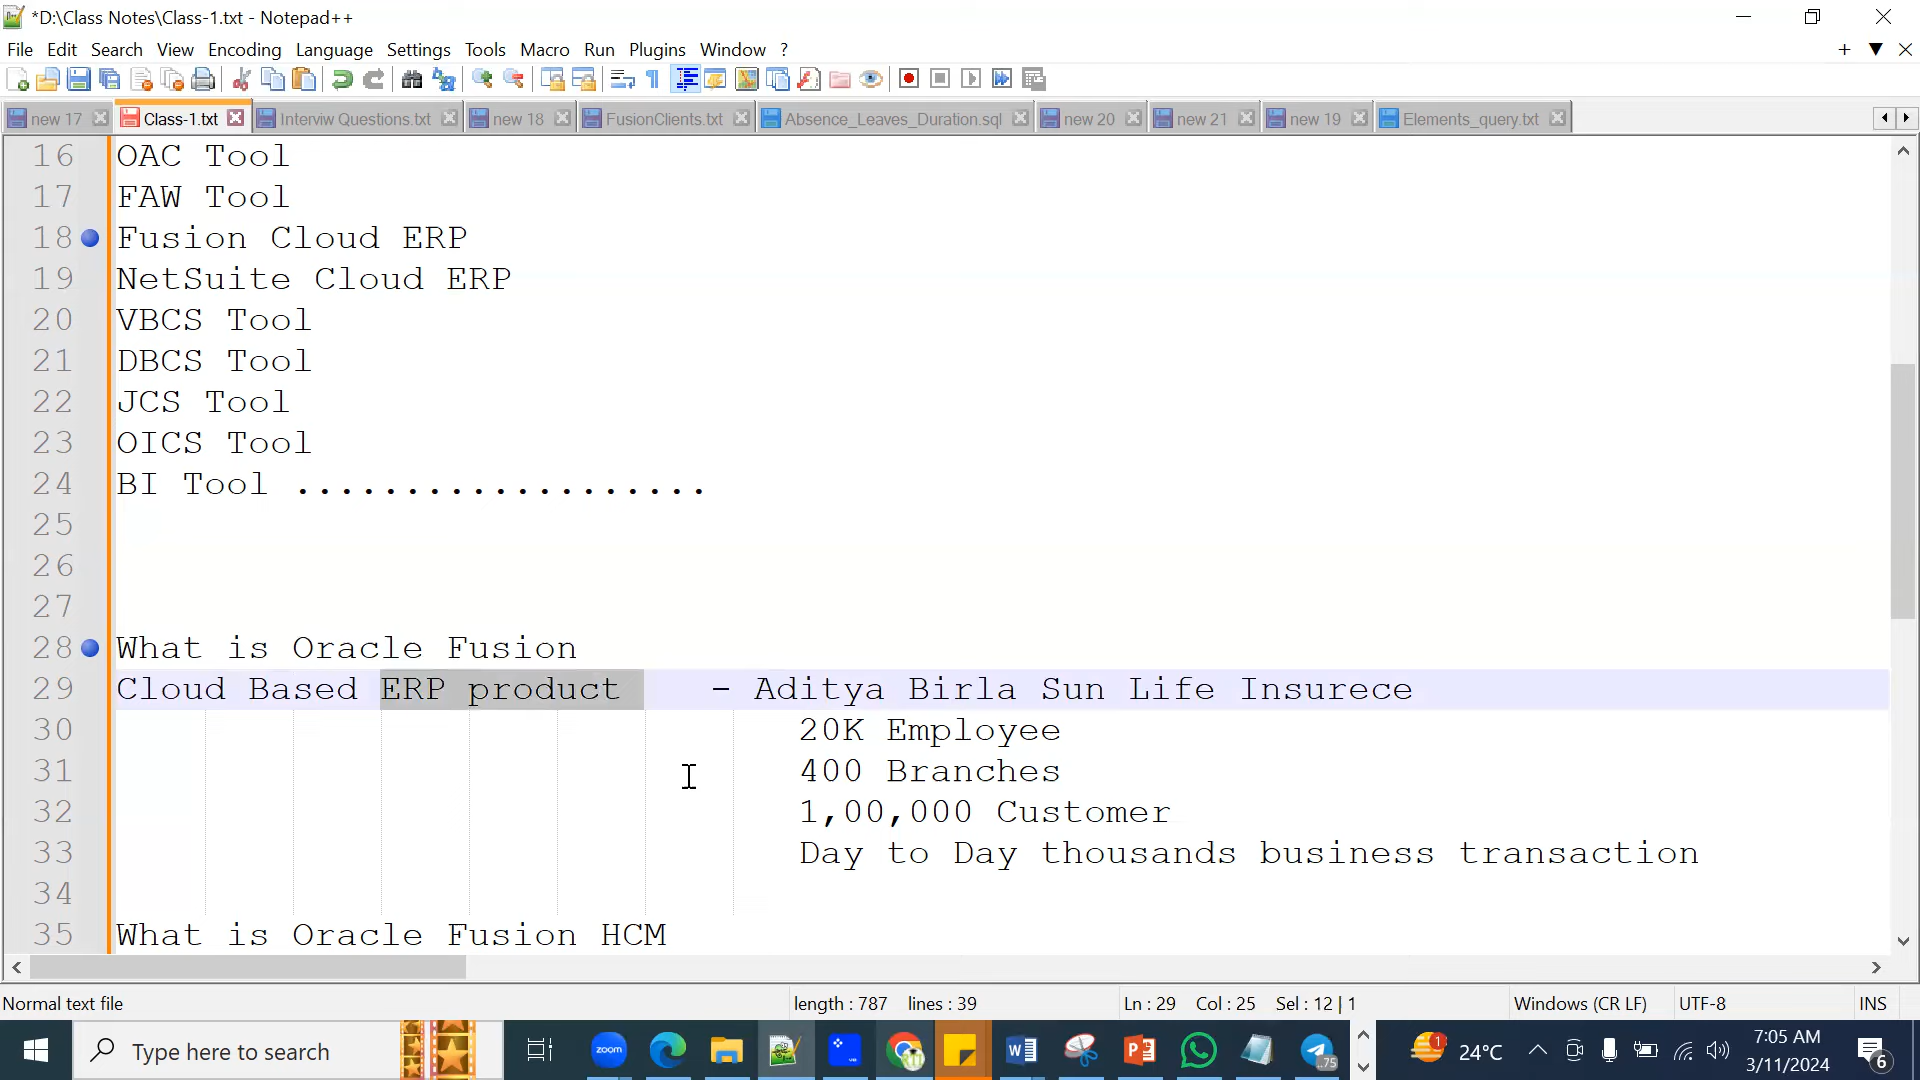 *D:\Class Notes\Class-1.txt - Notepad++
File Edit Search View Encoding Language Settings Tools Macro Run Plugins Window ?
new 17 Class-1.txt Interviw Questions.txt new 18 FusionClients.txt Absence_Leaves_Duration.sql new 20 new 21 new 19 Elements_query.txt
16 OAC Tool
17 FAW Tool
18 Fusion Cloud ERP
19 NetSuite Cloud ERP
20 VBCS Tool
21 DBCS Tool
22 JCS Tool
23 OICS Tool
24 BI Tool ...................
25
26
27
28 What is Oracle Fusion
29 Cloud Based ERP product - Aditya Birla Sun Life Insurece
30 20K Employee
31 400 Branches
32 1,00,000 Customer
33 Day to Day thousands business transaction
34
35 What is Oracle Fusion HCM
Normal text file length : 787 lines : 39 Ln : 29 Col : 25 Sel : 12 | 1 Windows (CR LF) UTF-8 INS
Type here to search zoom 24°C 7:05 AM
3/11/2024